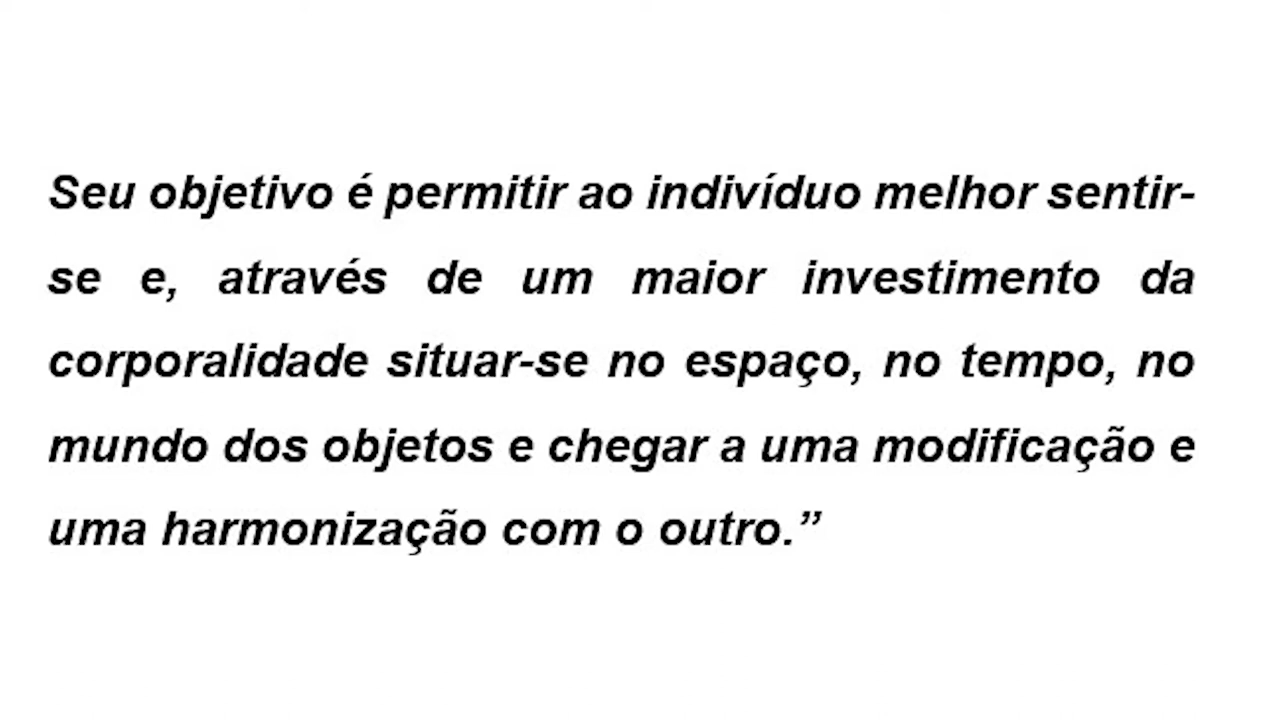 Seu objetivo é permitir ao indivíduo melhor sentir-
se e, através de um maior investimento da
corporalidade situar-se no espaço, no tempo, no
mundo dos objetos e chegar a uma modificação e
uma harmonização com o outro.”